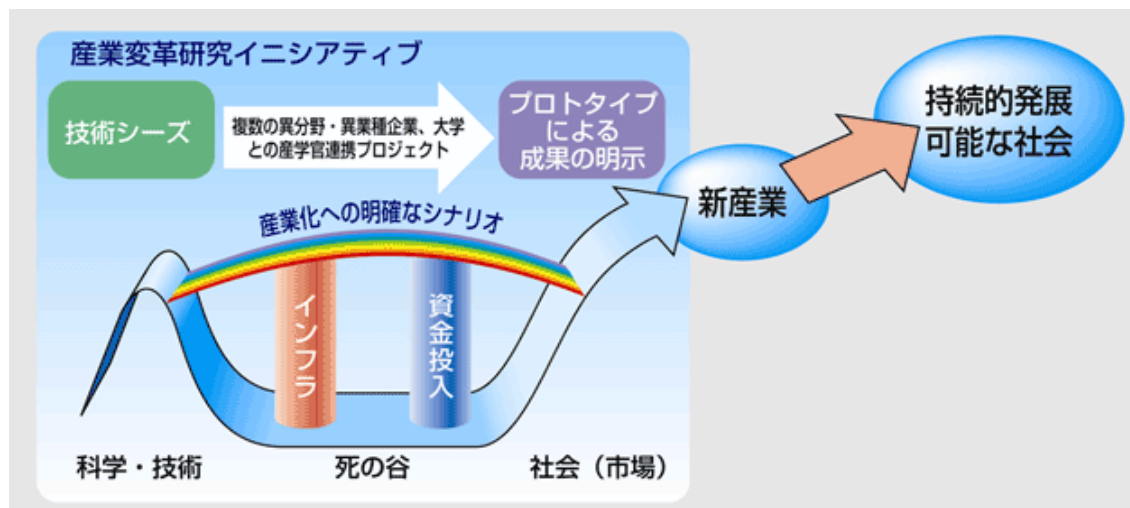 産業変革研究イニシアティブ
技術シーズ
複数の異分野・異業種企業、大学
との産学官連携プロジェクト
プロトタイプ
による
成果の明示
持続的発展
可能な社会
新産業
産業化への明確なシナリオ
インフラ
資金投入
科学・技術
死の谷
社会（市場）